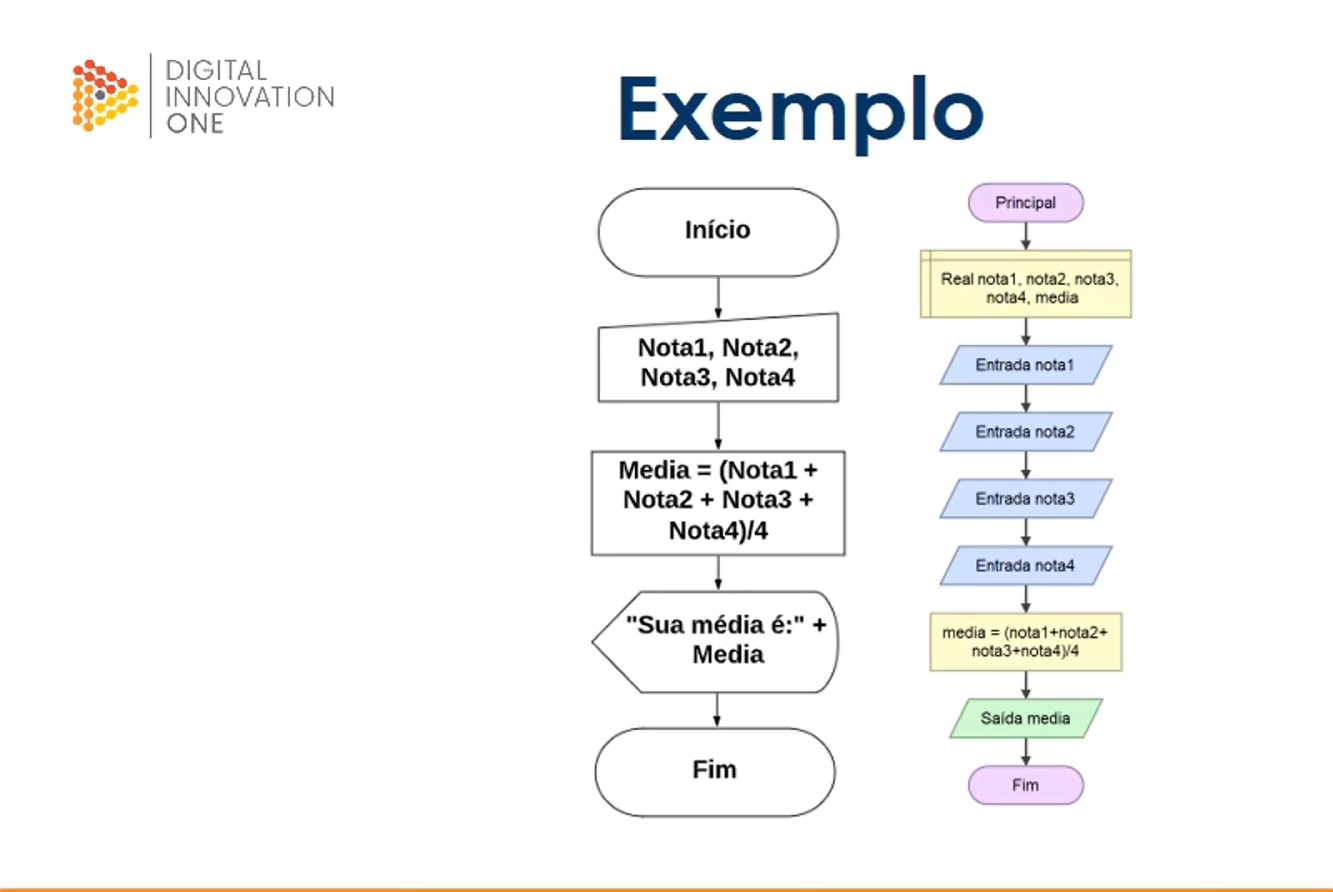 DIGITAL
INNOVATION
ONE
Exemplo
Início
Nota1, Nota2,
Nota3, Nota4
Media = (Nota1 +
Nota2 + Nota3 +
Nota4)/4
"Sua média é:" +
Media
Fim
Principal
Real nota1, nota2, nota3,
nota4, media
Entrada nota1
Entrada nota2
Entrada nota3
Entrada nota4
media = (nota1+nota2+
nota3+nota4)/4
Saída media
Fim